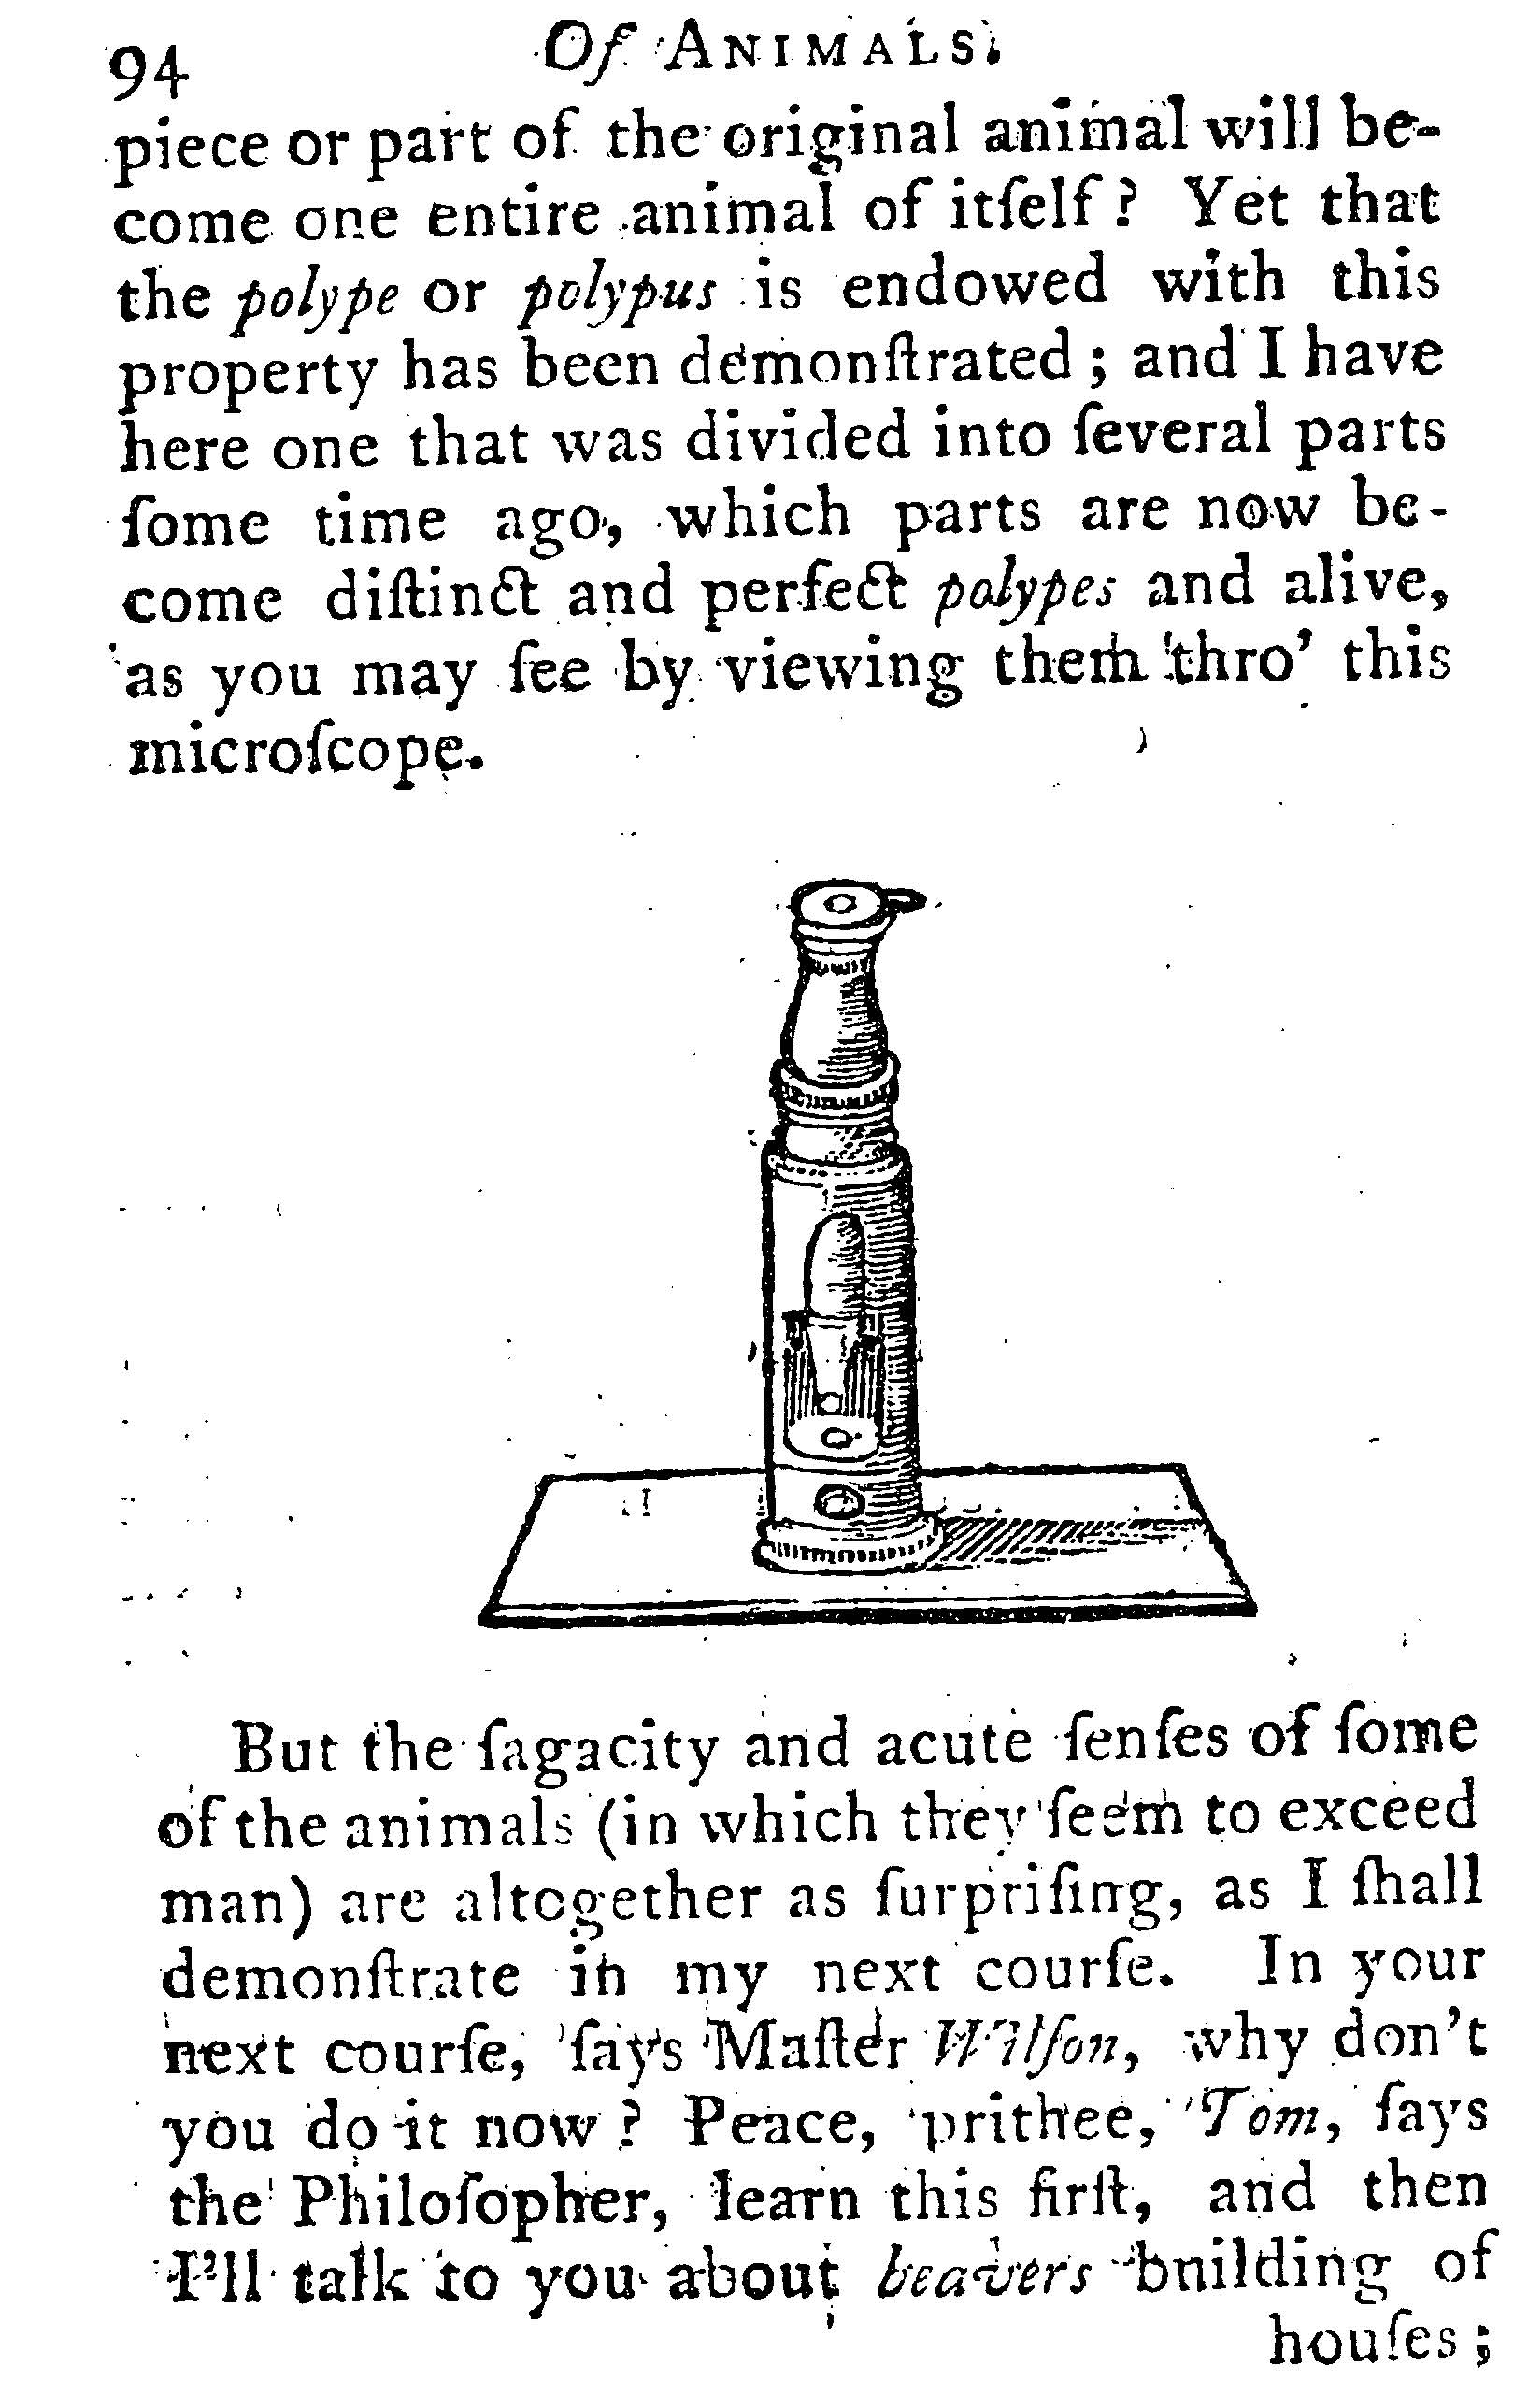 94 Of ANIMALS.
piece or part of the original animal will be-
come one entire animal of itſelf? Yet that
the polype or polypus is endowed with this
property has been demonſtrated; and I have
here one that was divided into ſeveral parts
ſome time ago, which parts are now be-
come diſtinct and perfect polypes and alive,
as you may ſee by viewing them thro' this
microſcope.
But the ſagacity and acute ſenſes of ſome
of the animals (in which they ſeem to exceed
man) are altogether as ſurpriſing, as I ſhall
demonſtrate in my next courſe. In your
next courſe, ſays Maſter Wilſon, why don't
you do it now? Peace, prithee, Tom, ſays
the Philoſopher, learn this firſt, and then
I'll talk to you about beavers bnilding of
houſes;